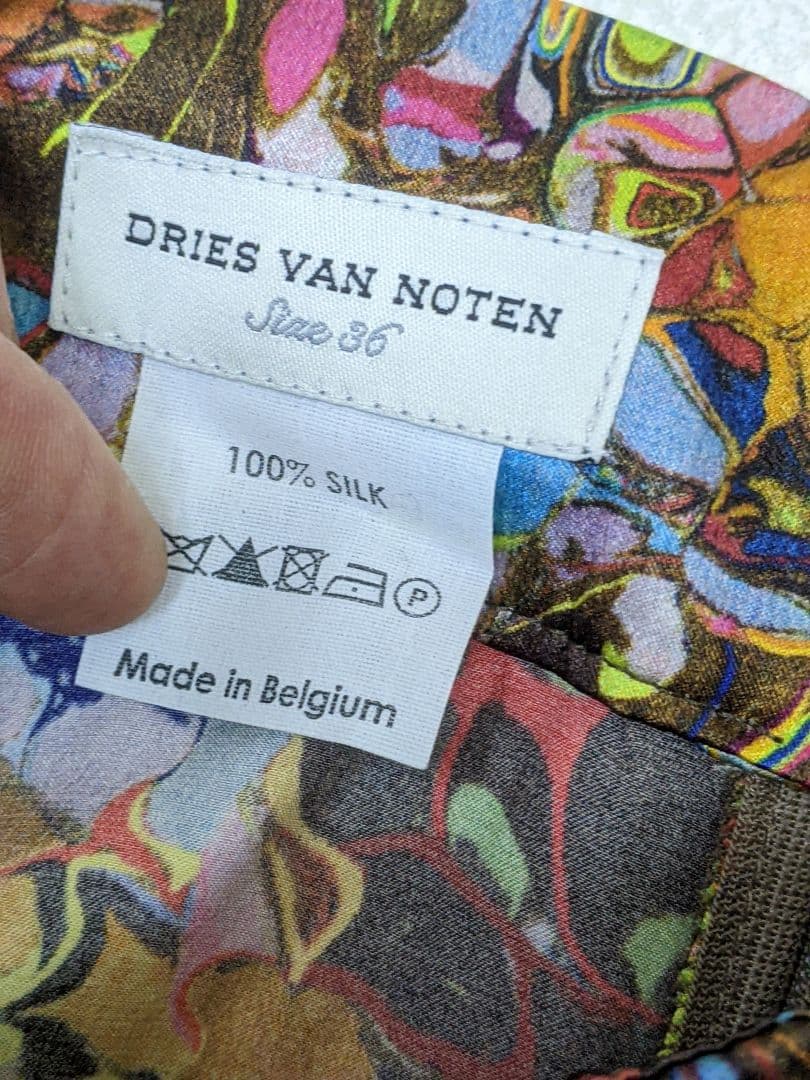 DRIES VAN NOTEN
Size 36
100% SILK
P
Made in Belgium